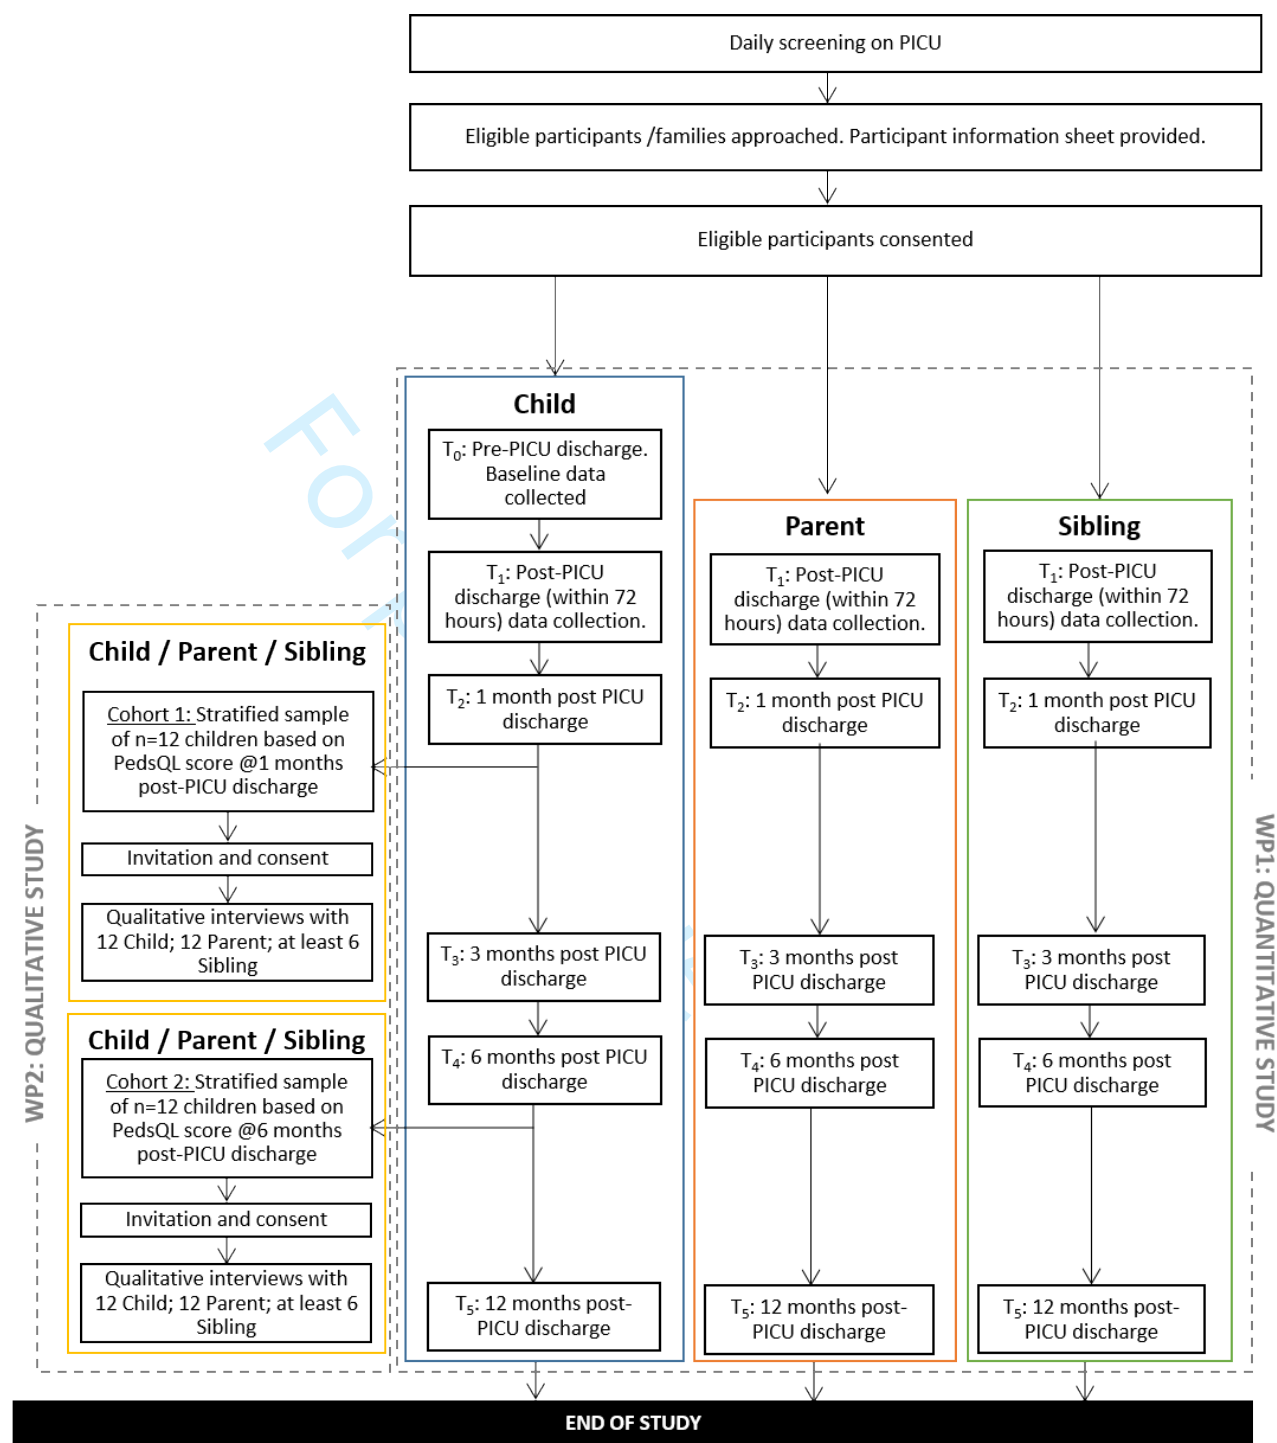 Daily screening on PICU
Eligible participants /families approached. Participant information sheet provided.
Eligible participants consented
Child
T₀: Pre-PICU discharge.
Baseline data
collected
T₁: Post-PICU
discharge (within 72
hours) data collection.
T₂: 1 month post PICU
discharge
T₃: 3 months post PICU
discharge
T₄: 6 months post PICU
discharge
T₅: 12 months post-
PICU discharge
Parent
T₁: Post-PICU
discharge (within 72
hours) data collection.
T₂: 1 month post PICU
discharge
T₃: 3 months post
PICU discharge
T₄: 6 months post
PICU discharge
T₅: 12 months post-
PICU discharge
Sibling
T₁: Post-PICU
discharge (within 72
hours) data collection.
T₂: 1 month post PICU
discharge
T₃: 3 months post
PICU discharge
T₄: 6 months post
PICU discharge
T₅: 12 months post-
PICU discharge
WP1: QUANTITATIVE STUDY
WP2: QUALITATIVE STUDY
Child / Parent / Sibling
Cohort 1: Stratified sample
of n=12 children based on
PedsQL score @1 months
post-PICU discharge
Invitation and consent
Qualitative interviews with
12 Child; 12 Parent; at least 6
Sibling
Child / Parent / Sibling
Cohort 2: Stratified sample
of n=12 children based on
PedsQL score @6 months
post-PICU discharge
Invitation and consent
Qualitative interviews with
12 Child; 12 Parent; at least 6
Sibling
END OF STUDY
For